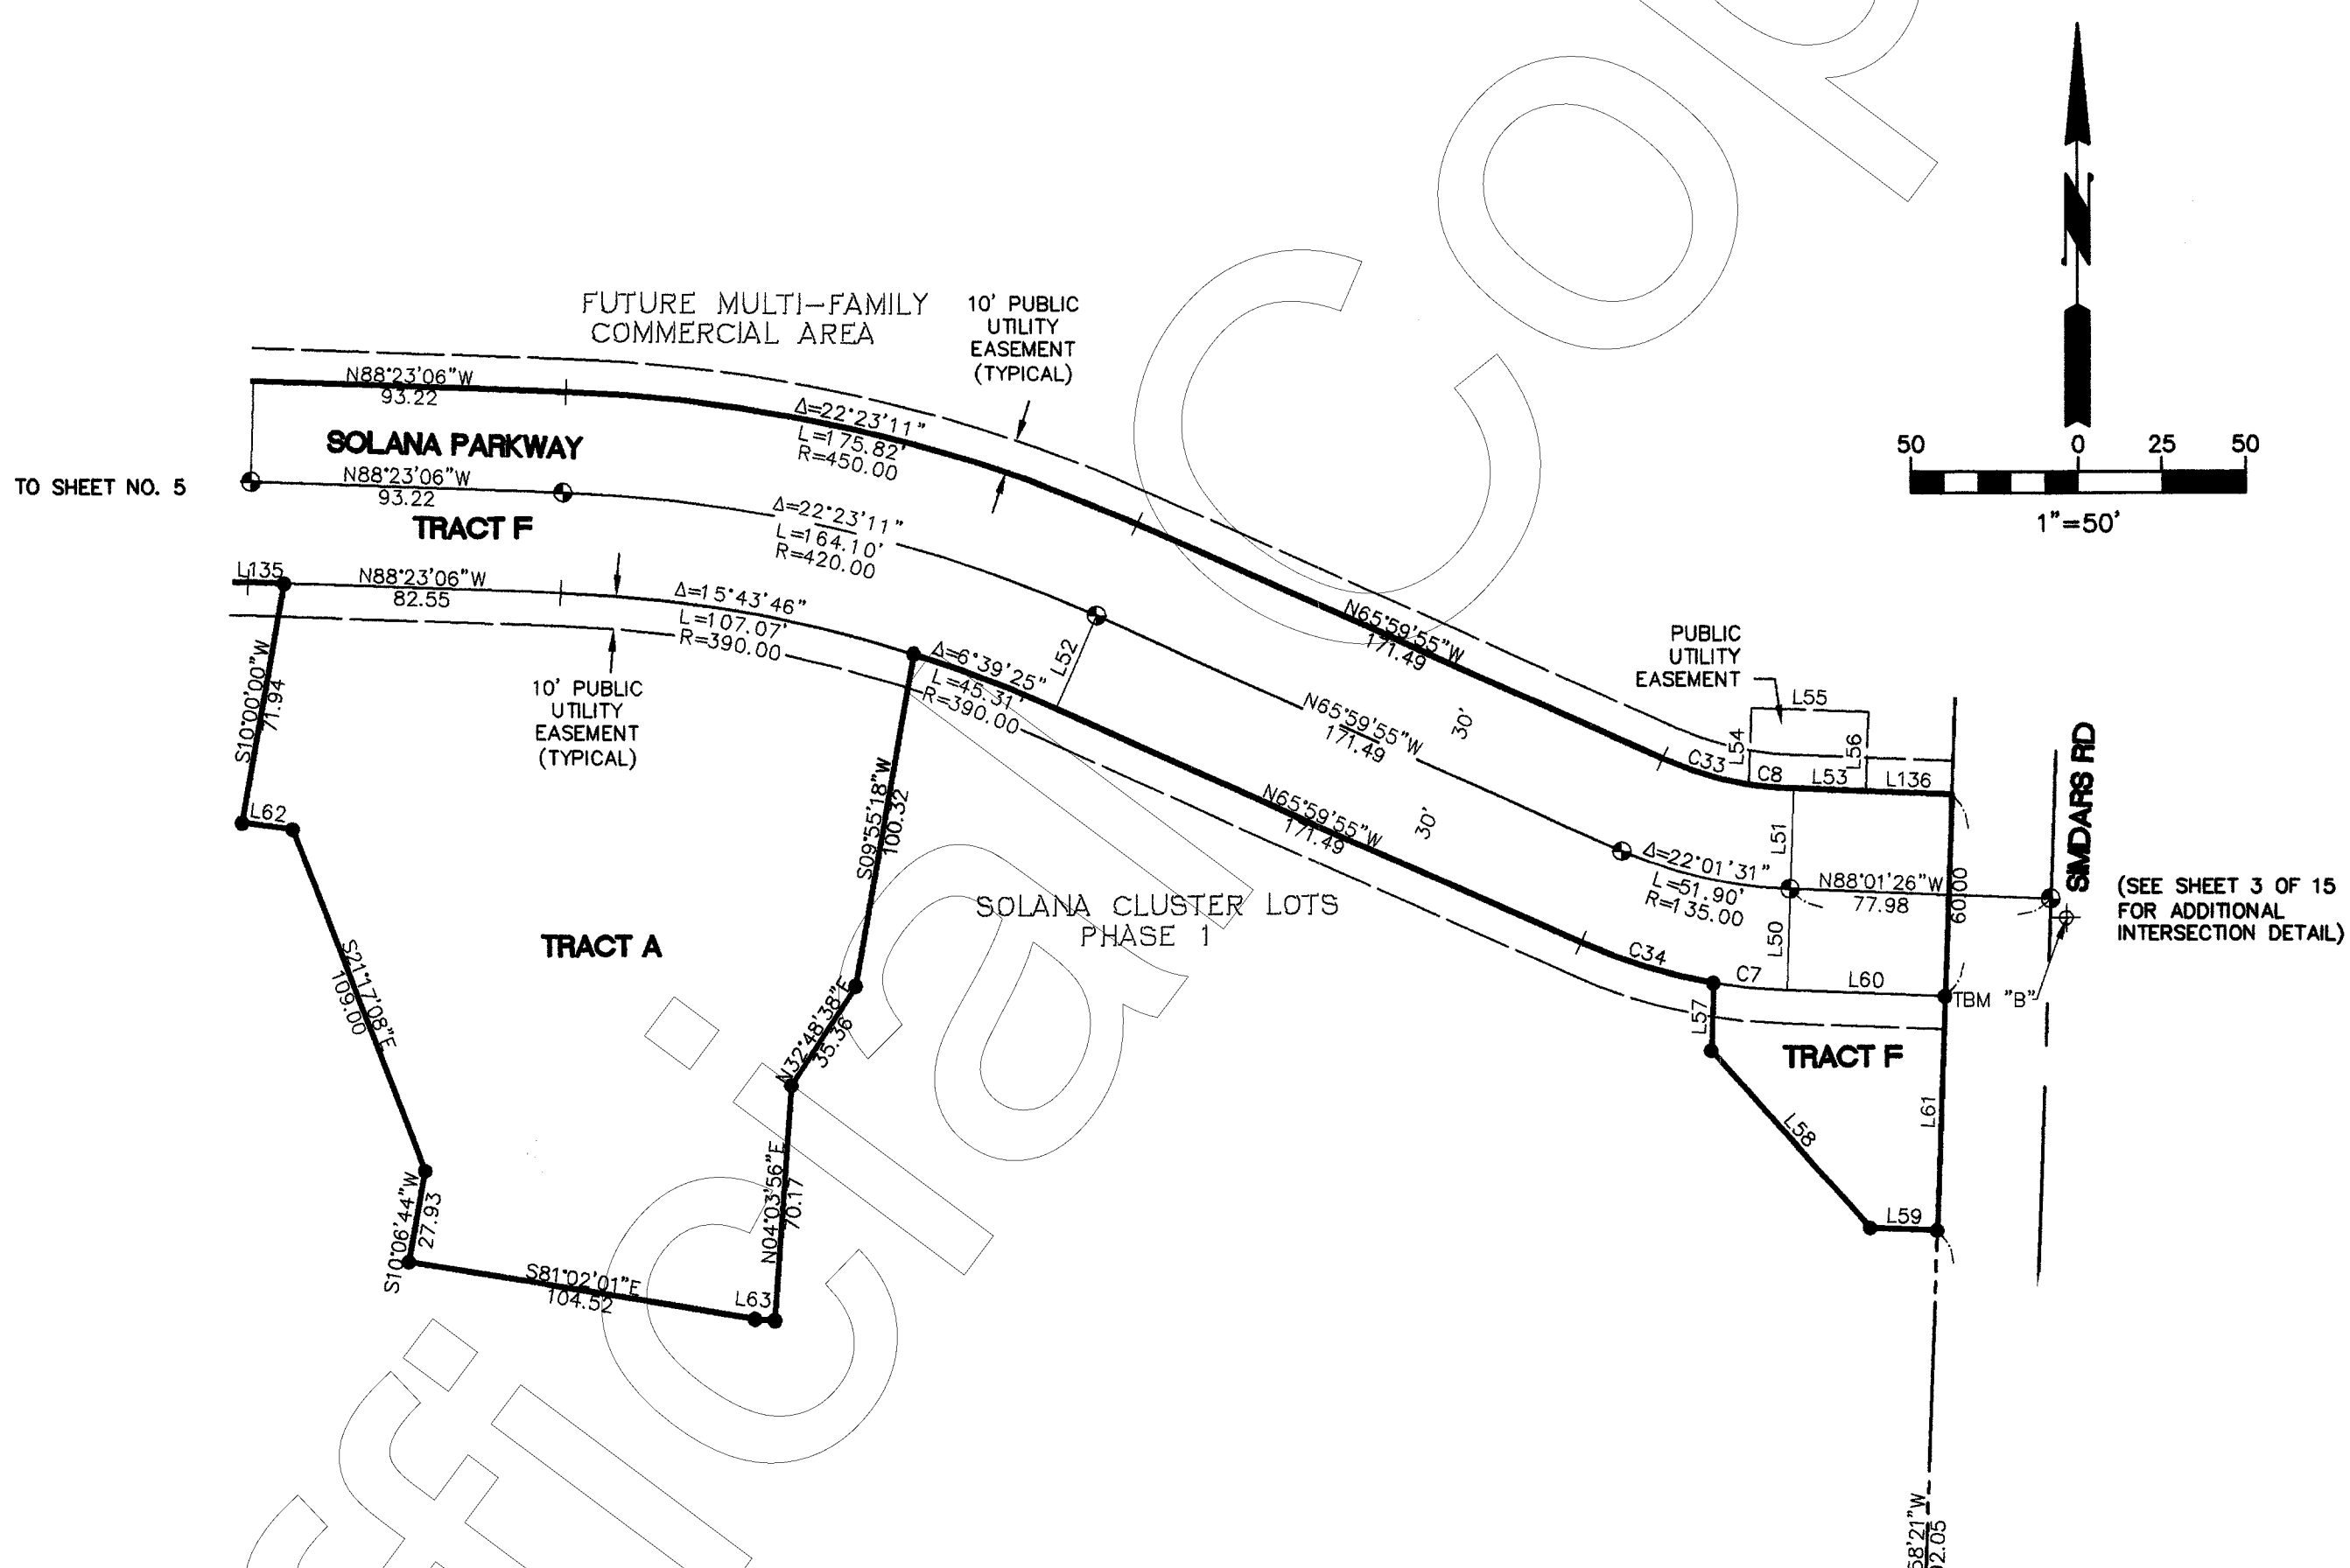 FUTURE MULTI-FAMILY
COMMERCIAL AREA
10' PUBLIC
UTILITY
EASEMENT
(TYPICAL)
N88°23'06"W
93.22
Δ=22°23'11"
L=175.82'
R=450.00
SOLANA PARKWAY
TO SHEET NO. 5
N88°23'06"W
93.22
TRACT F
Δ=22°23'11"
L=164.10'
R=420.00
50 0 25 50
1"=50'
N
L135
N88°23'06"W
82.55
Δ=15°43'46"
L=107.07'
R=390.00
Δ=6°39'25"
L=45.31'
R=390.00
L52
N65°59'55"W
171.49
N65°59'55"W
171.49
30'
N65°59'55"W
171.49
30'
PUBLIC
UTILITY
EASEMENT
L55
L54
L56
C33
C8
L53
L136
SIMDARS RD
S10°00'00"W
71.94
10' PUBLIC
UTILITY
EASEMENT
(TYPICAL)
L62
S09°55'18"W
100.32
L51
Δ=22°01'31"
L=51.90'
R=135.00
N88°01'26"W
77.98
60.00
(SEE SHEET 3 OF 15
FOR ADDITIONAL
INTERSECTION DETAIL)
SOLANA CLUSTER LOTS
PHASE 1
TRACT A
S21°17'08"E
109.00
N32°48'38"E
35.36
C34
C7
L50
L60
TBM "B"
L57
TRACT F
L58
L61
L59
S10°06'44"W
27.93
N04°03'56"E
70.17
S81°02'01"E
104.52
L63
58'21"W
2.05
fficial Cop